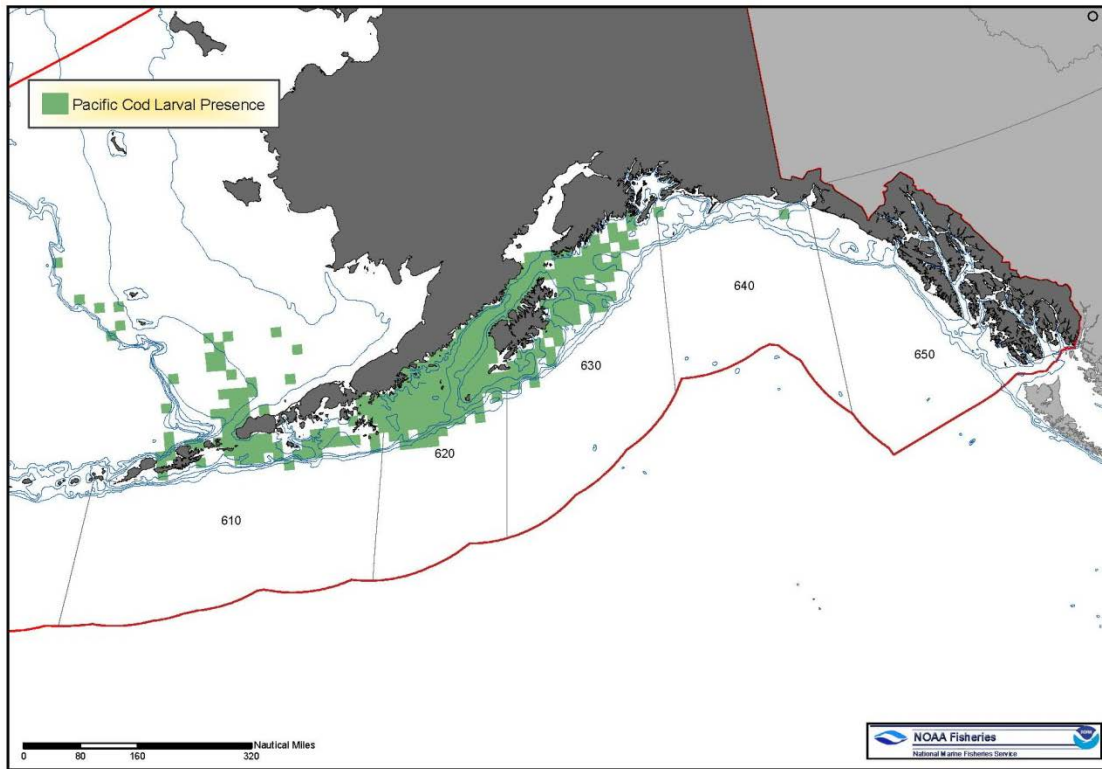 Pacific Cod Larval Presence
640
650
630
620
610
Nautical Miles
0 80 160 320
NOAA Fisheries
National Marine Fisheries Service